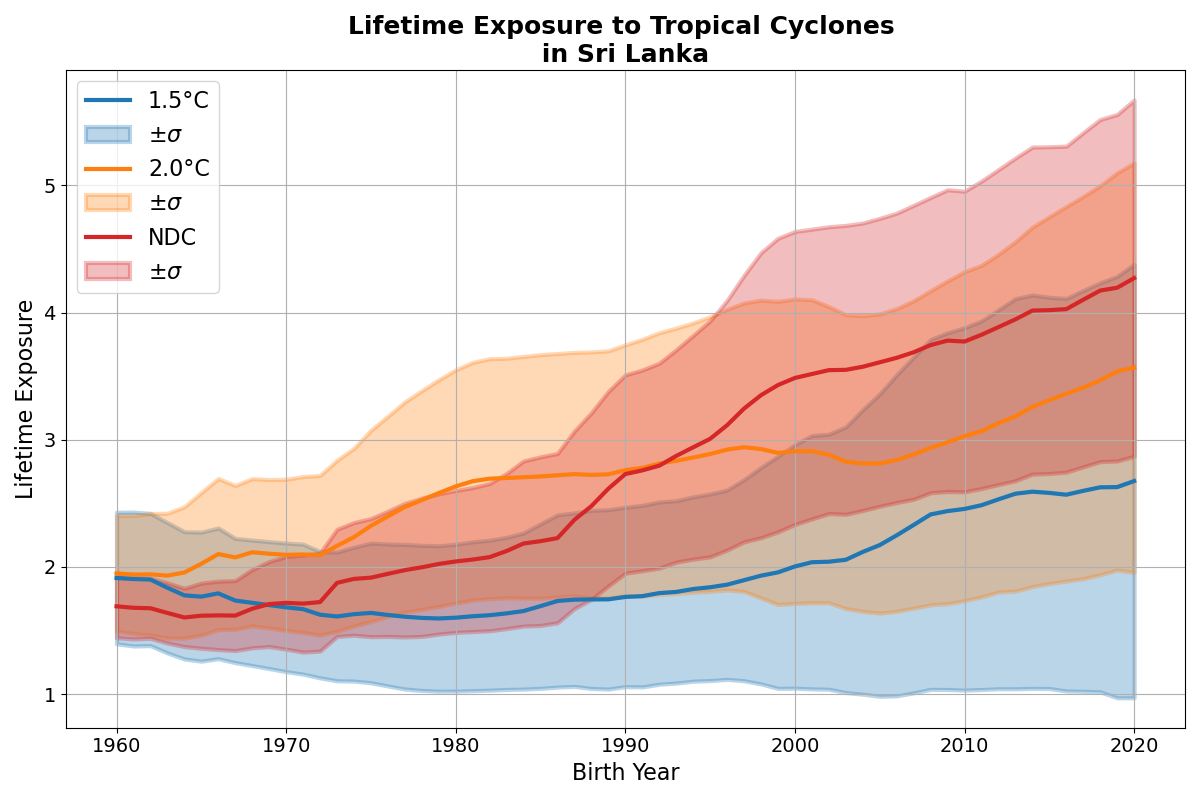 Lifetime Exposure to Tropical Cyclones
in Sri Lanka
1.5°C
±σ
2.0°C
±σ
NDC
±σ
Lifetime Exposure
5
4
3
2
1
1960 1970 1980 1990 2000 2010 2020
Birth Year